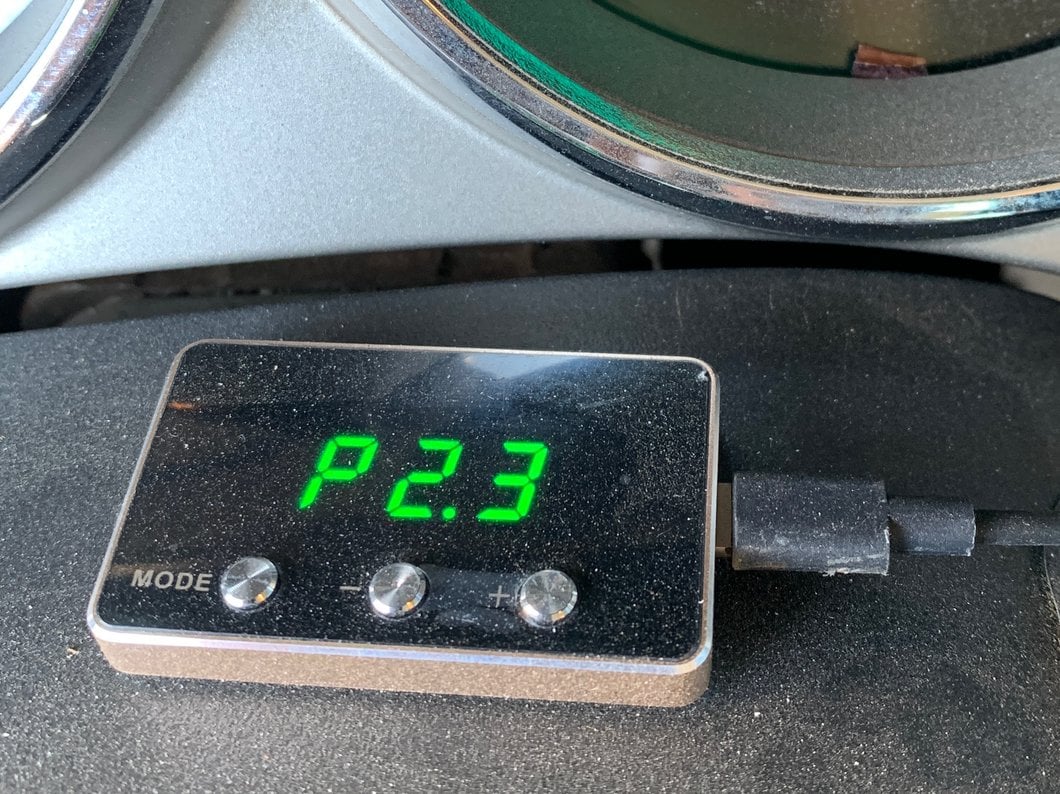 P2.3
MODE - +